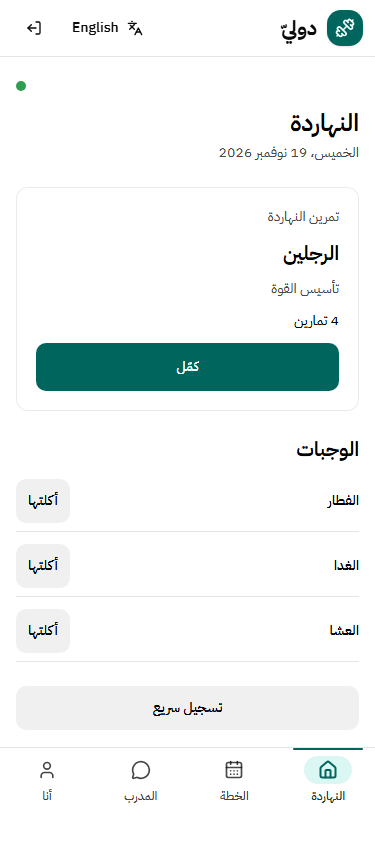 دوليّ
English
النهاردة
الخميس، 19 نوفمبر 2026
تمرين النهاردة
الرجلين
تأسيس القوة
4 تمارين
كمّل
الوجبات
الفطار
أكلتها
الغدا
أكلتها
العشا
أكلتها
تسجيل سريع
النهاردة
الخطة
المدرب
أنا